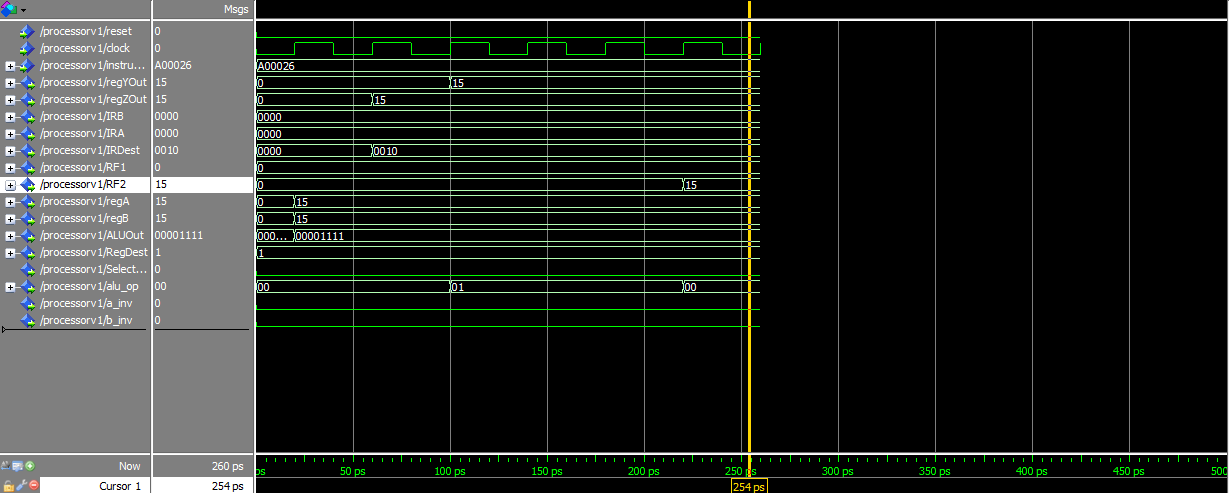 Msgs
/processorv1/reset 0
/processorv1/clock 0
/processorv1/instru... A00026 A00026
/processorv1/regYOut 15 0 15
/processorv1/regZOut 15 0 15
/processorv1/IRB 0000 0000
/processorv1/IRA 0000 0000
/processorv1/IRDest 0010 0000 0010
/processorv1/RF1 0 0
/processorv1/RF2 15 0 15
/processorv1/regA 15 0 15
/processorv1/regB 15 0 15
/processorv1/ALUOut 00001111 000... 00001111
/processorv1/RegDest 1 1
/processorv1/Select... 0
/processorv1/alu_op 00 00 01 00
/processorv1/a_inv 0
/processorv1/b_inv 0
Now 260 ps ps 50 ps 100 ps 150 ps 200 ps 250 ps 300 ps 350 ps 400 ps 450 ps 500
Cursor 1 254 ps 254 ps